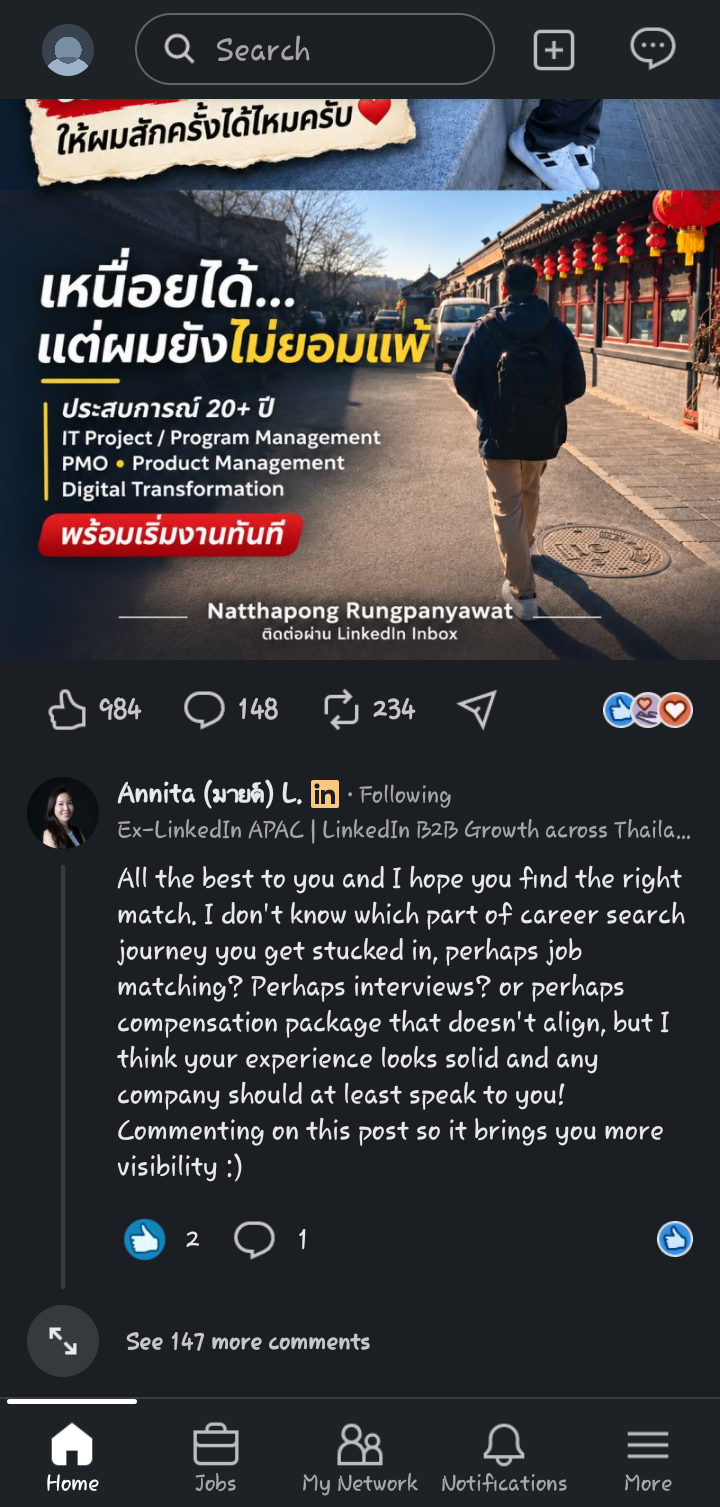 Search
ให้ผมสักครั้งได้ไหมครับ
เหนื่อยได้...
แต่ผมยังไม่ยอมแพ้
ประสบการณ์ 20+ ปี
IT Project / Program Management
PMO • Product Management
Digital Transformation
พร้อมเริ่มงานทันที
Natthapong Rungpanyawat
ติดต่อผ่าน LinkedIn Inbox
984 148 234
Annita (มายด์) L. in · Following
Ex-LinkedIn APAC | LinkedIn B2B Growth across Thaila...
All the best to you and I hope you find the right
match. I don't know which part of career search
journey you get stucked in, perhaps job
matching? Perhaps interviews? or perhaps
compensation package that doesn't align, but I
think your experience looks solid and any
company should at least speak to you!
Commenting on this post so it brings you more
visibility :)
2 1
See 147 more comments
Home Jobs My Network Notifications More